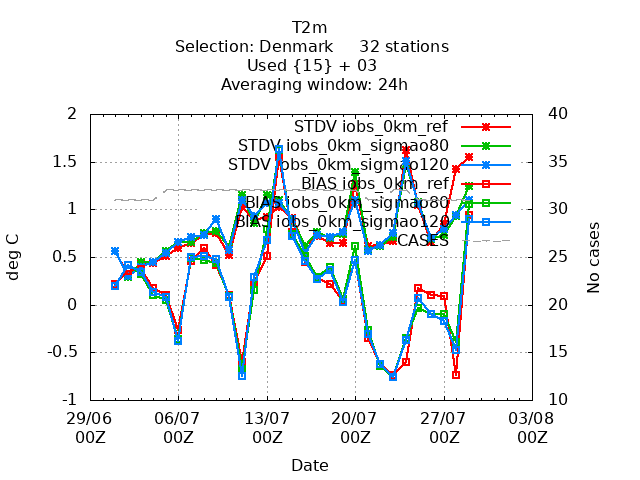 T2m
Selection: Denmark 32 stations
Used {15} + 03
Averaging window: 24h
STDV iobs_0km_ref
STDV iobs_0km_sigmao80
STDV iobs_0km_sigmao120
BIAS iobs_0km_ref
BIAS iobs_0km_sigmao80
BIAS iobs_0km_sigmao120
CASES
2
1.5
1
0.5
0
-0.5
-1
deg C
40
35
30
25
20
15
10
No cases
29/06 06/07 13/07 20/07 27/07 03/08
00Z 00Z 00Z 00Z 00Z 00Z
Date